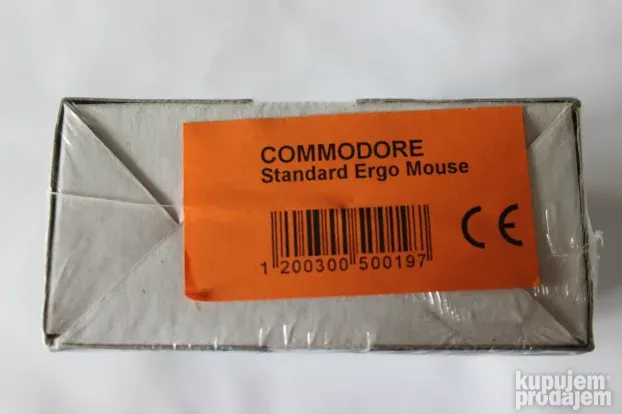 COMMODORE
Standard Ergo Mouse
1 200300 500197
CE
kupujem
prodajem